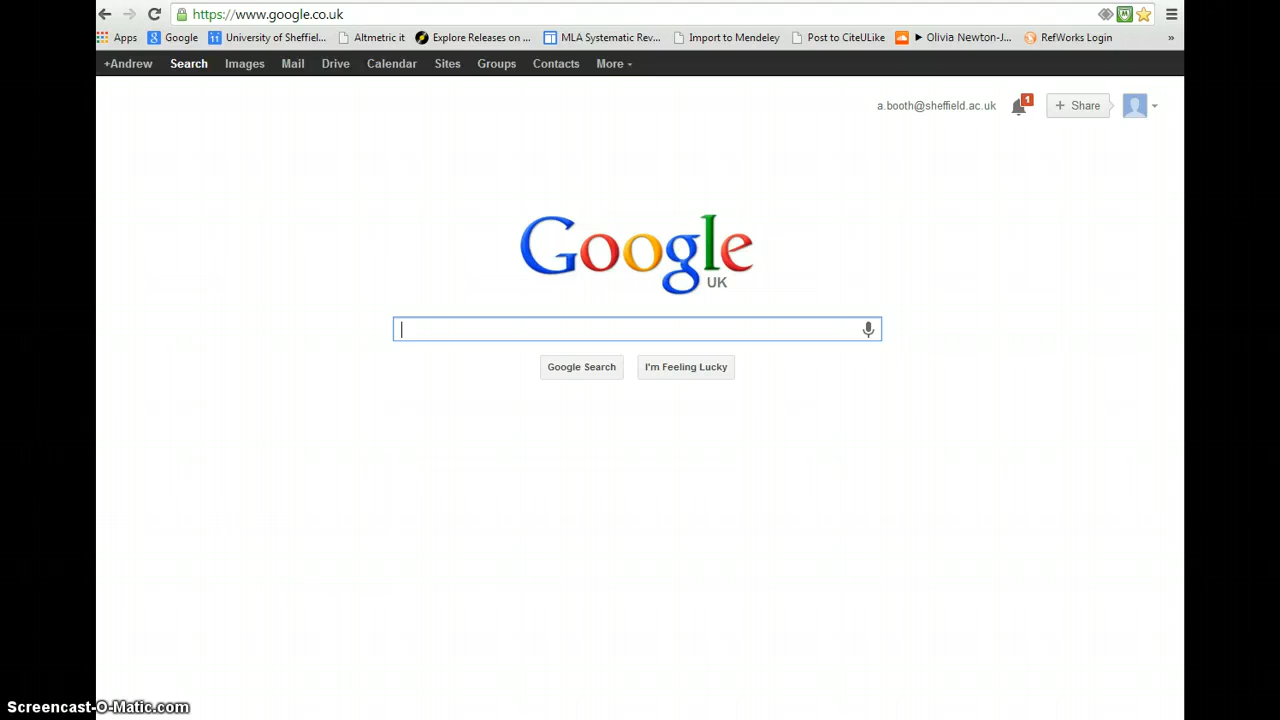 https://www.google.co.uk
Apps Google University of Sheffiel... Altmetric it Explore Releases on ... MLA Systematic Rev... Import to Mendeley Post to CiteULike ▶ Olivia Newton-J... RefWorks Login »
+Andrew Search Images Mail Drive Calendar Sites Groups Contacts More
a.booth@sheffield.ac.uk 1 + Share
Google
UK
Google Search I'm Feeling Lucky
Screencast-O-Matic.com